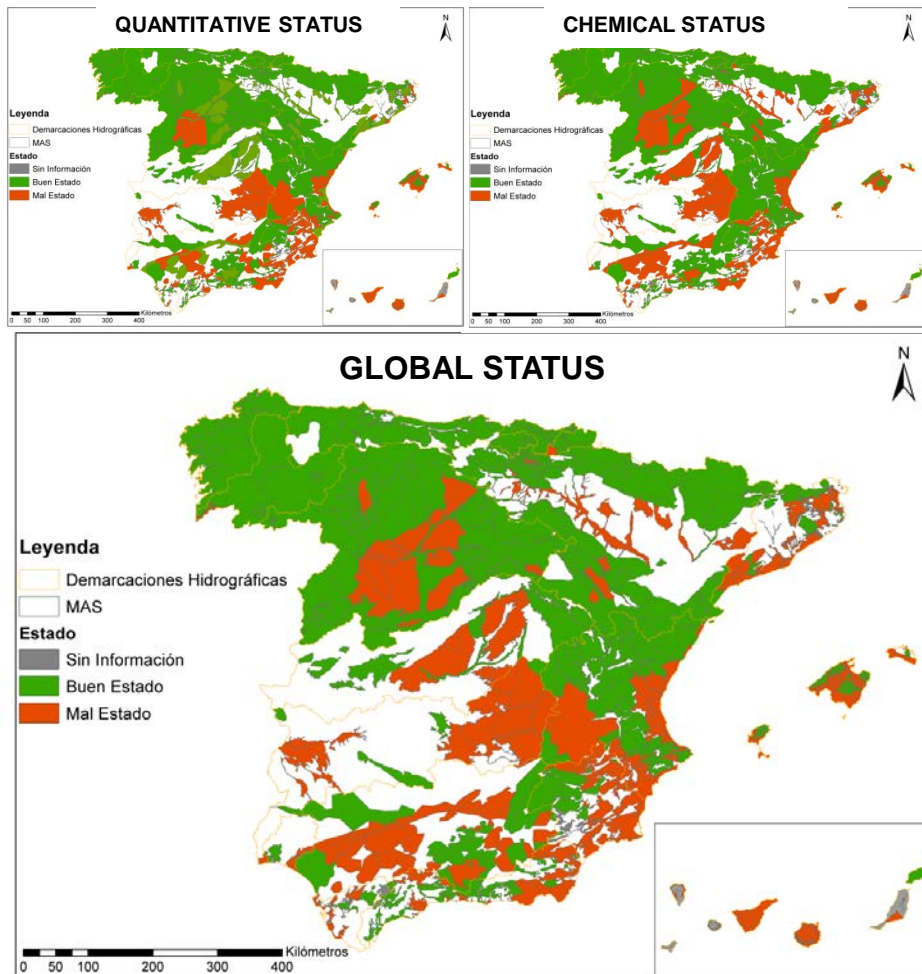 QUANTITATIVE STATUS
N
Leyenda
Demarcaciones Hidrográficas
MAS
Estado
Sin Información
Buen Estado
Mal Estado
Kilómetros
0 50 100 200 300 400
CHEMICAL STATUS
N
Leyenda
Demarcaciones Hidrográficas
MAS
Estado
Sin Información
Buen Estado
Mal Estado
Kilómetros
0 50 100 200 300 400
GLOBAL STATUS
N
Leyenda
Demarcaciones Hidrográficas
MAS
Estado
Sin Información
Buen Estado
Mal Estado
Kilómetros
0 50 100 200 300 400